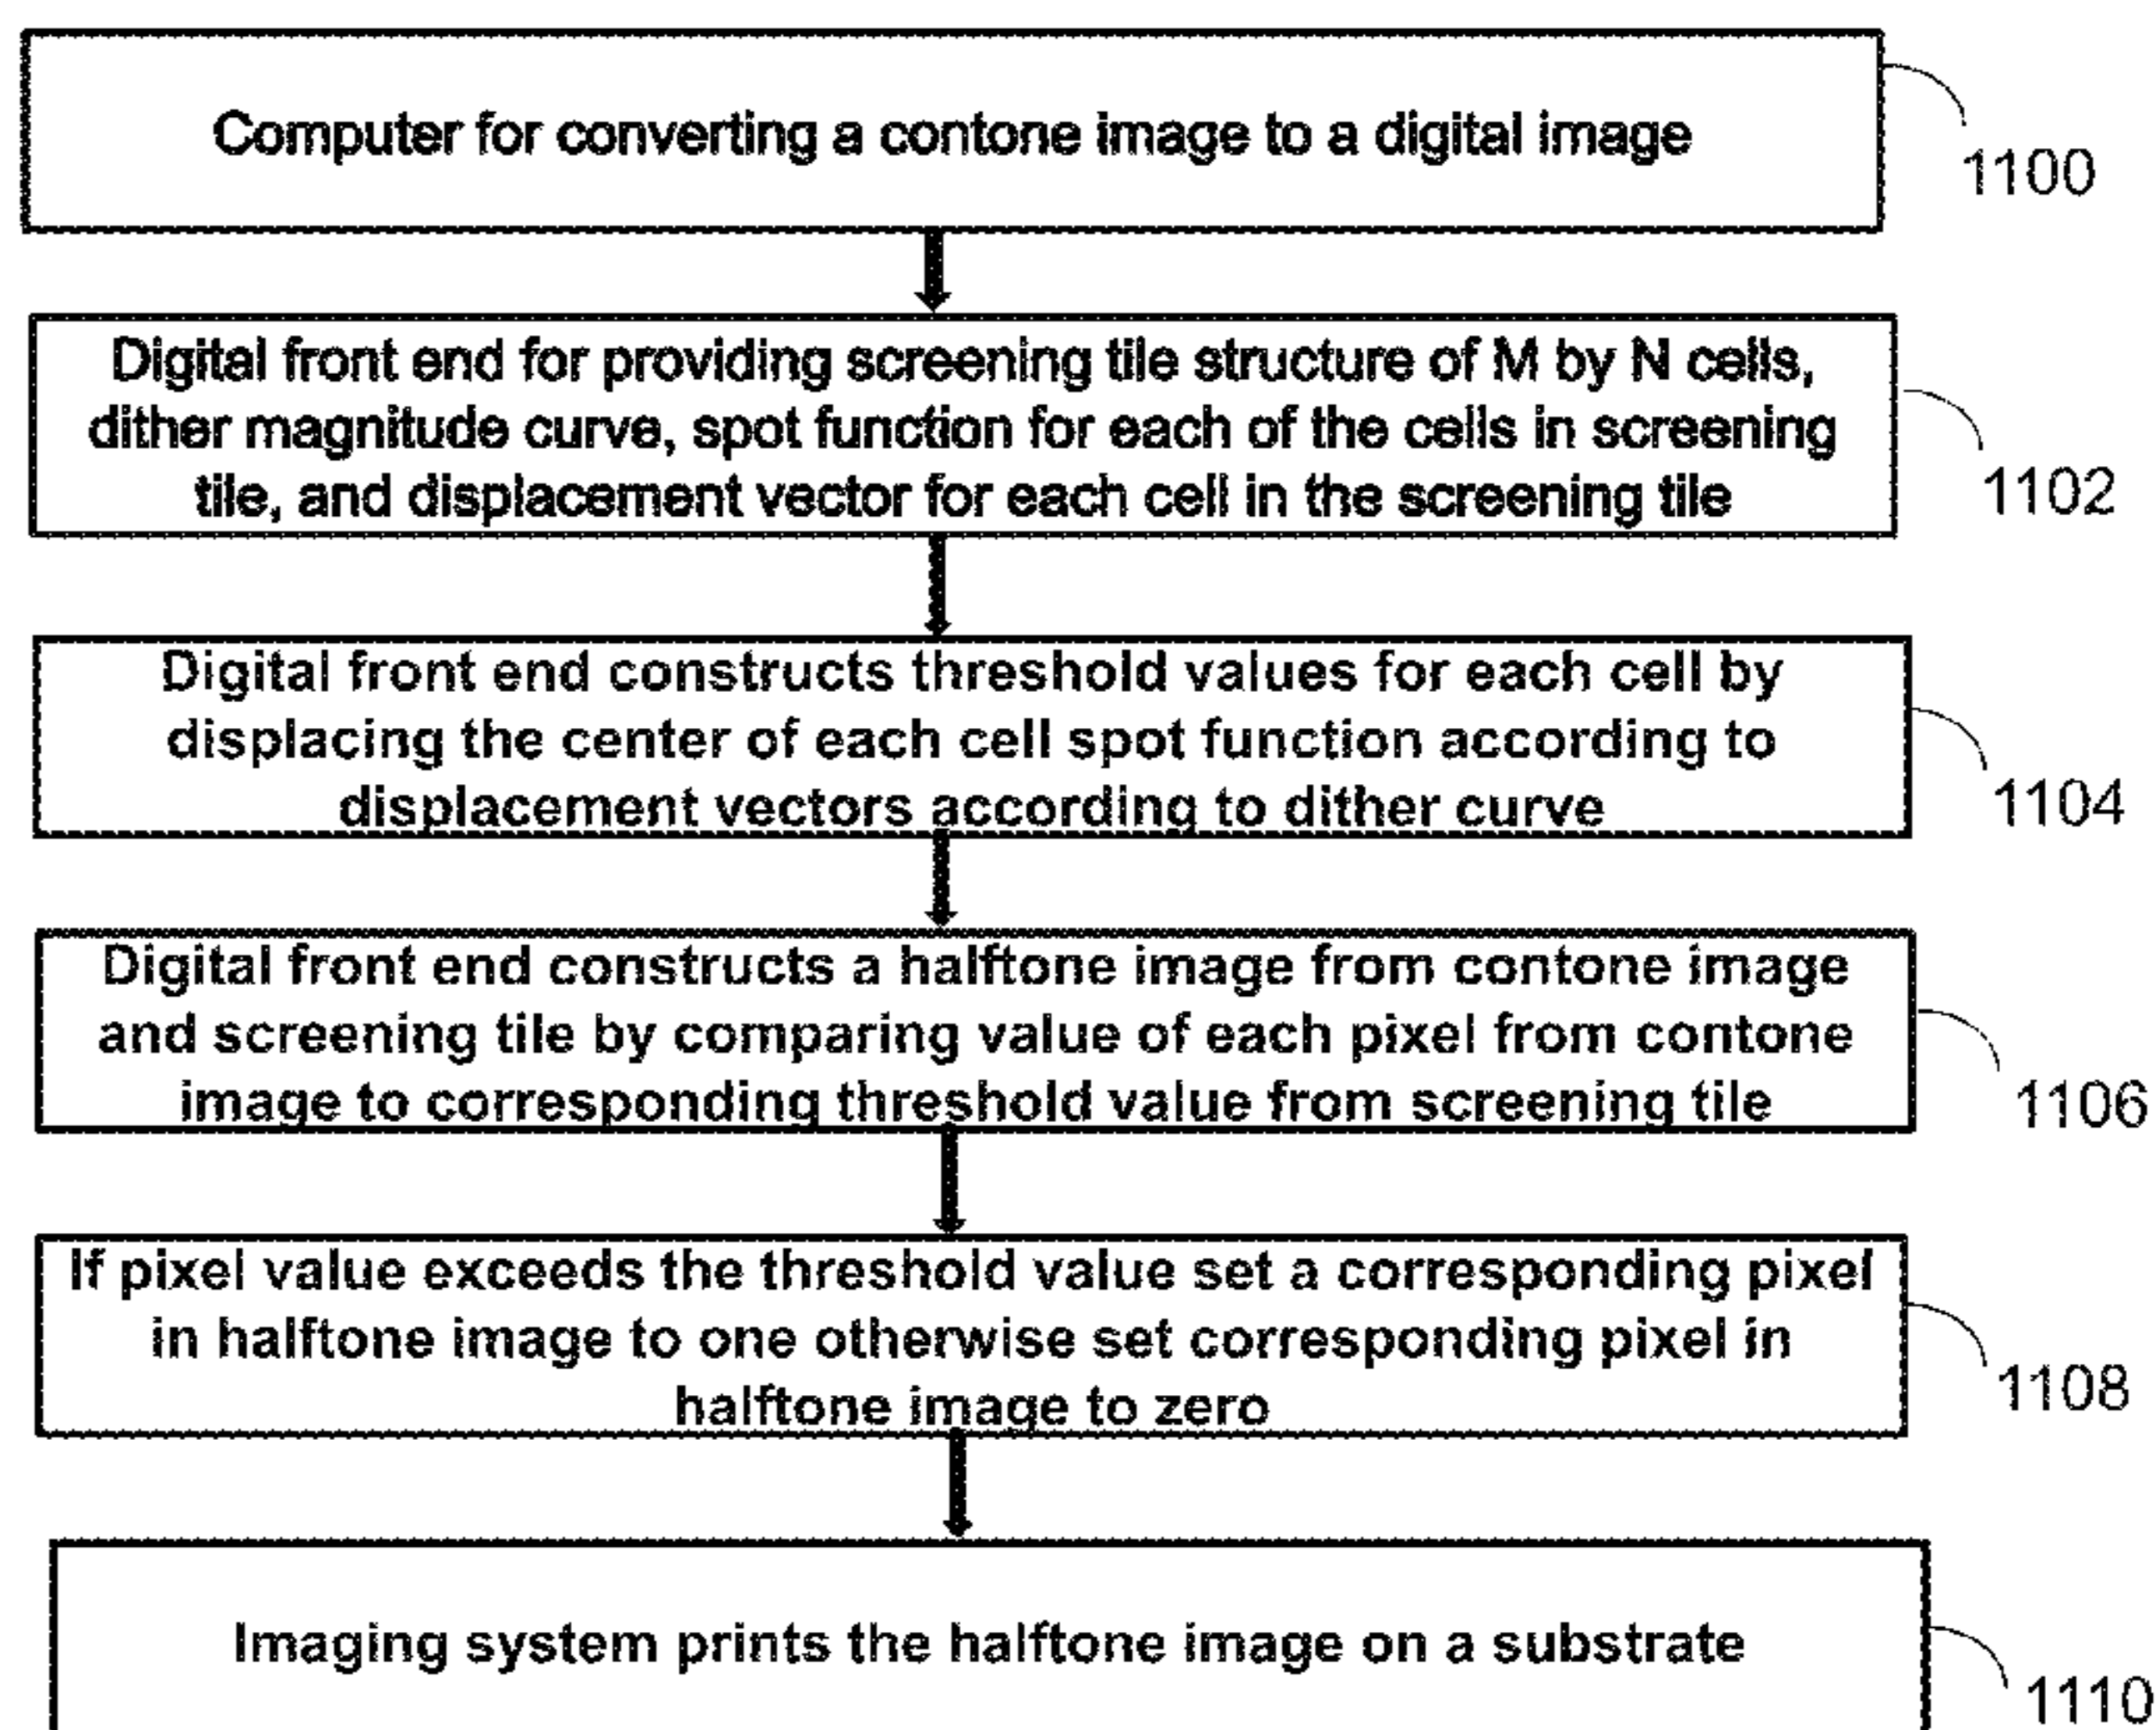 Computer for converting a contone image to a digital image
1100
Digital front end for providing screening tile structure of M by N cells,
dither magnitude curve, spot function for each of the cells in screening
tile, and displacement vector for each cell in the screening tile
1102
Digital front end constructs threshold values for each cell by
displacing the center of each cell spot function according to
displacement vectors according to dither curve
1104
Digital front end constructs a halftone image from contone image
and screening tile by comparing value of each pixel from contone
image to corresponding threshold value from screening tile
1106
If pixel value exceeds the threshold value set a corresponding pixel
in halftone image to one otherwise set corresponding pixel in
halftone image to zero
1108
Imaging system prints the halftone image on a substrate
1110